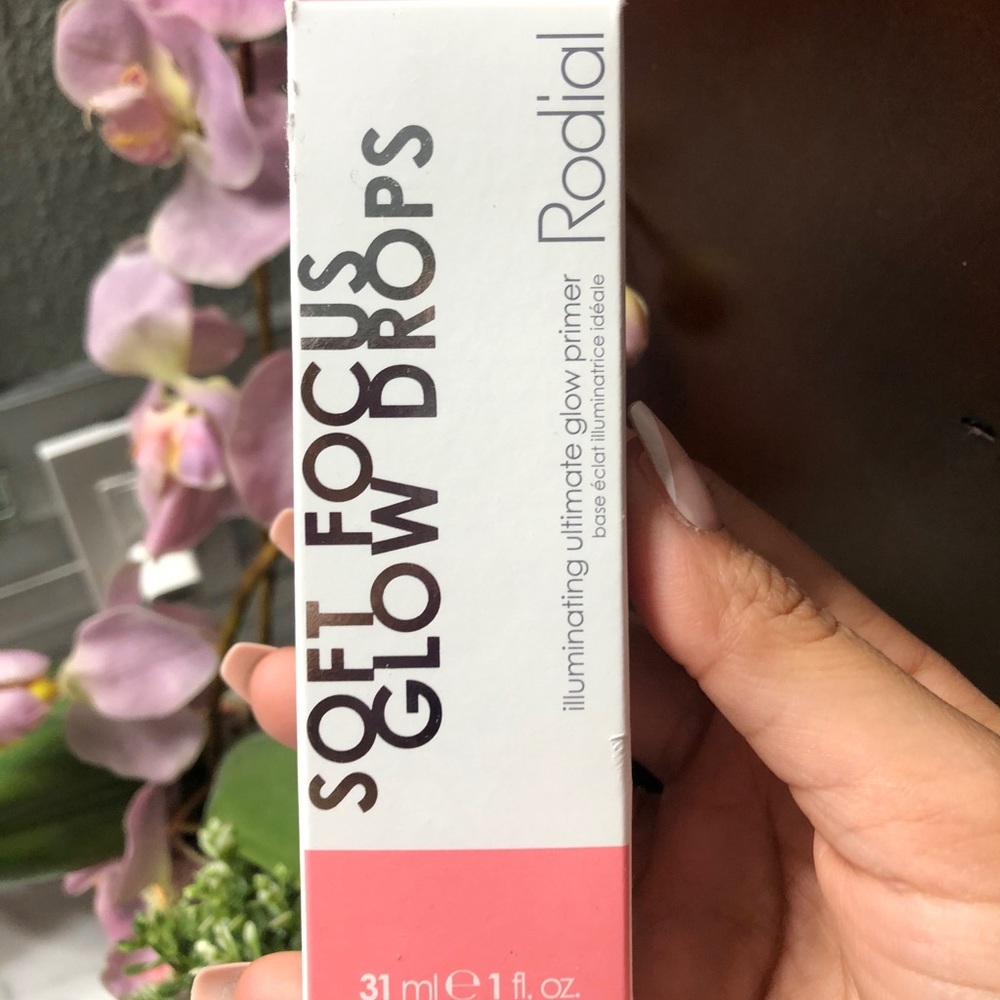 SOFT FOCUS
GLOW DROPS
Rodial
illuminating ultimate glow primer
base éclat illuminatrice idéale
31 ml ℮ 1 fl. oz.